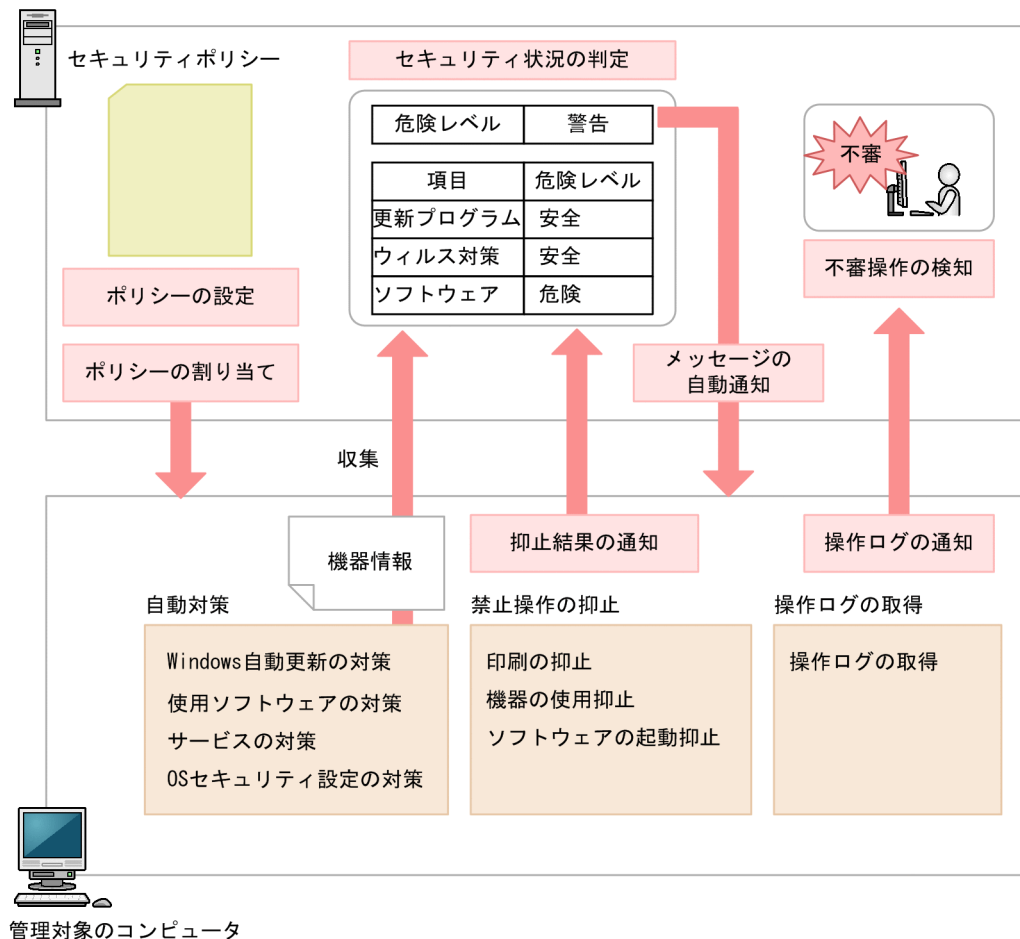 セキュリティポリシー
セキュリティ状況の判定
危険レベル 警告
項目 危険レベル
更新プログラム 安全
ウィルス対策 安全
ソフトウェア 危険
不審
不審操作の検知
ポリシーの設定
ポリシーの割り当て
メッセージの
自動通知
収集
機器情報
抑止結果の通知
操作ログの通知
自動対策
Windows自動更新の対策
使用ソフトウェアの対策
サービスの対策
OSセキュリティ設定の対策
禁止操作の抑止
印刷の抑止
機器の使用抑止
ソフトウェアの起動抑止
操作ログの取得
操作ログの取得
管理対象のコンピュータ